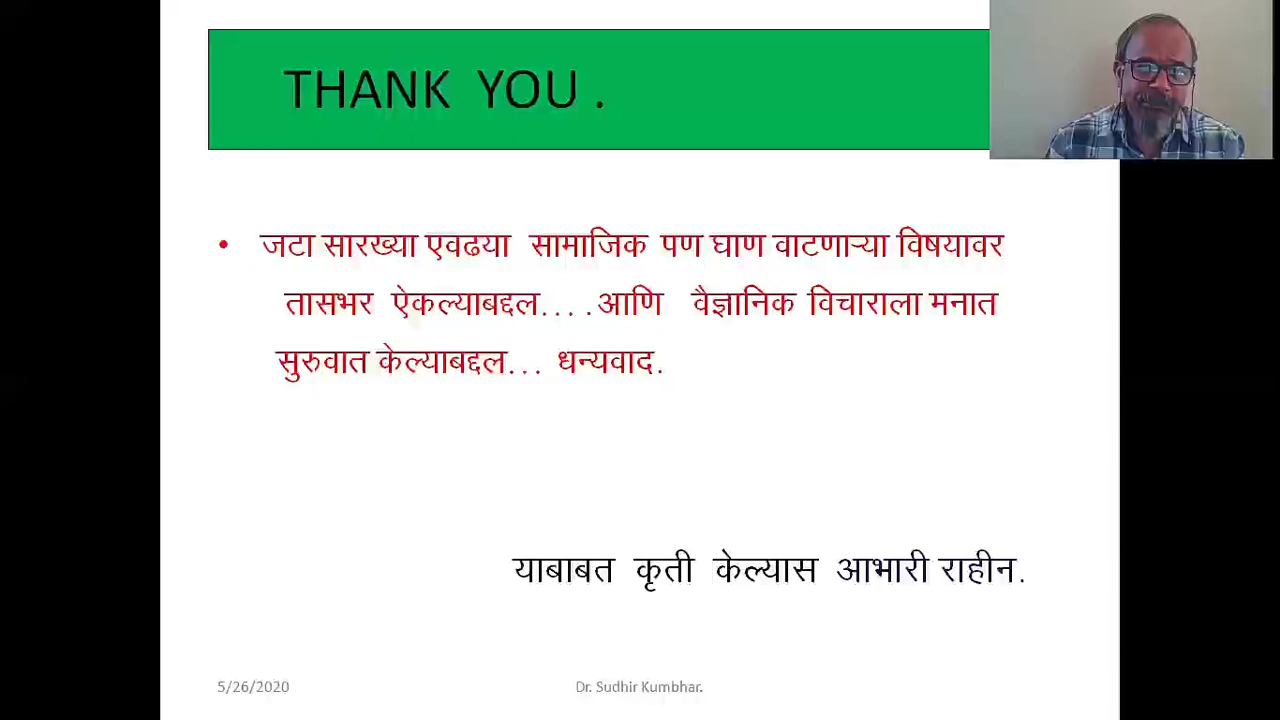 THANK YOU .
• जटा सारख्या एवढया सामाजिक पण घाण वाटणाऱ्या विषयावर
तासभर ऐकल्याबद्दल.... .आणि वैज्ञानिक विचाराला मनात
सुरुवात केल्याबद्दल... धन्यवाद.
याबाबत कृती केल्यास आभारी राहीन.
5/26/2020 Dr. Sudhir Kumbhar.